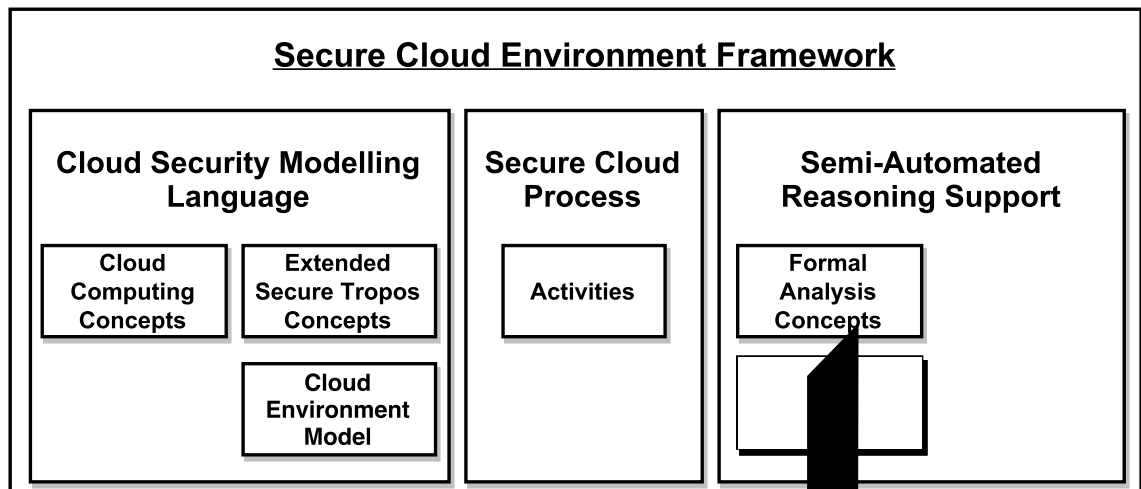 Secure Cloud Environment Framework
Cloud Security Modelling
Language
Cloud
Computing
Concepts
Extended
Secure Tropos
Concepts
Cloud
Environment
Model
Secure Cloud
Process
Activities
Semi-Automated
Reasoning Support
Formal
Analysis
Concepts